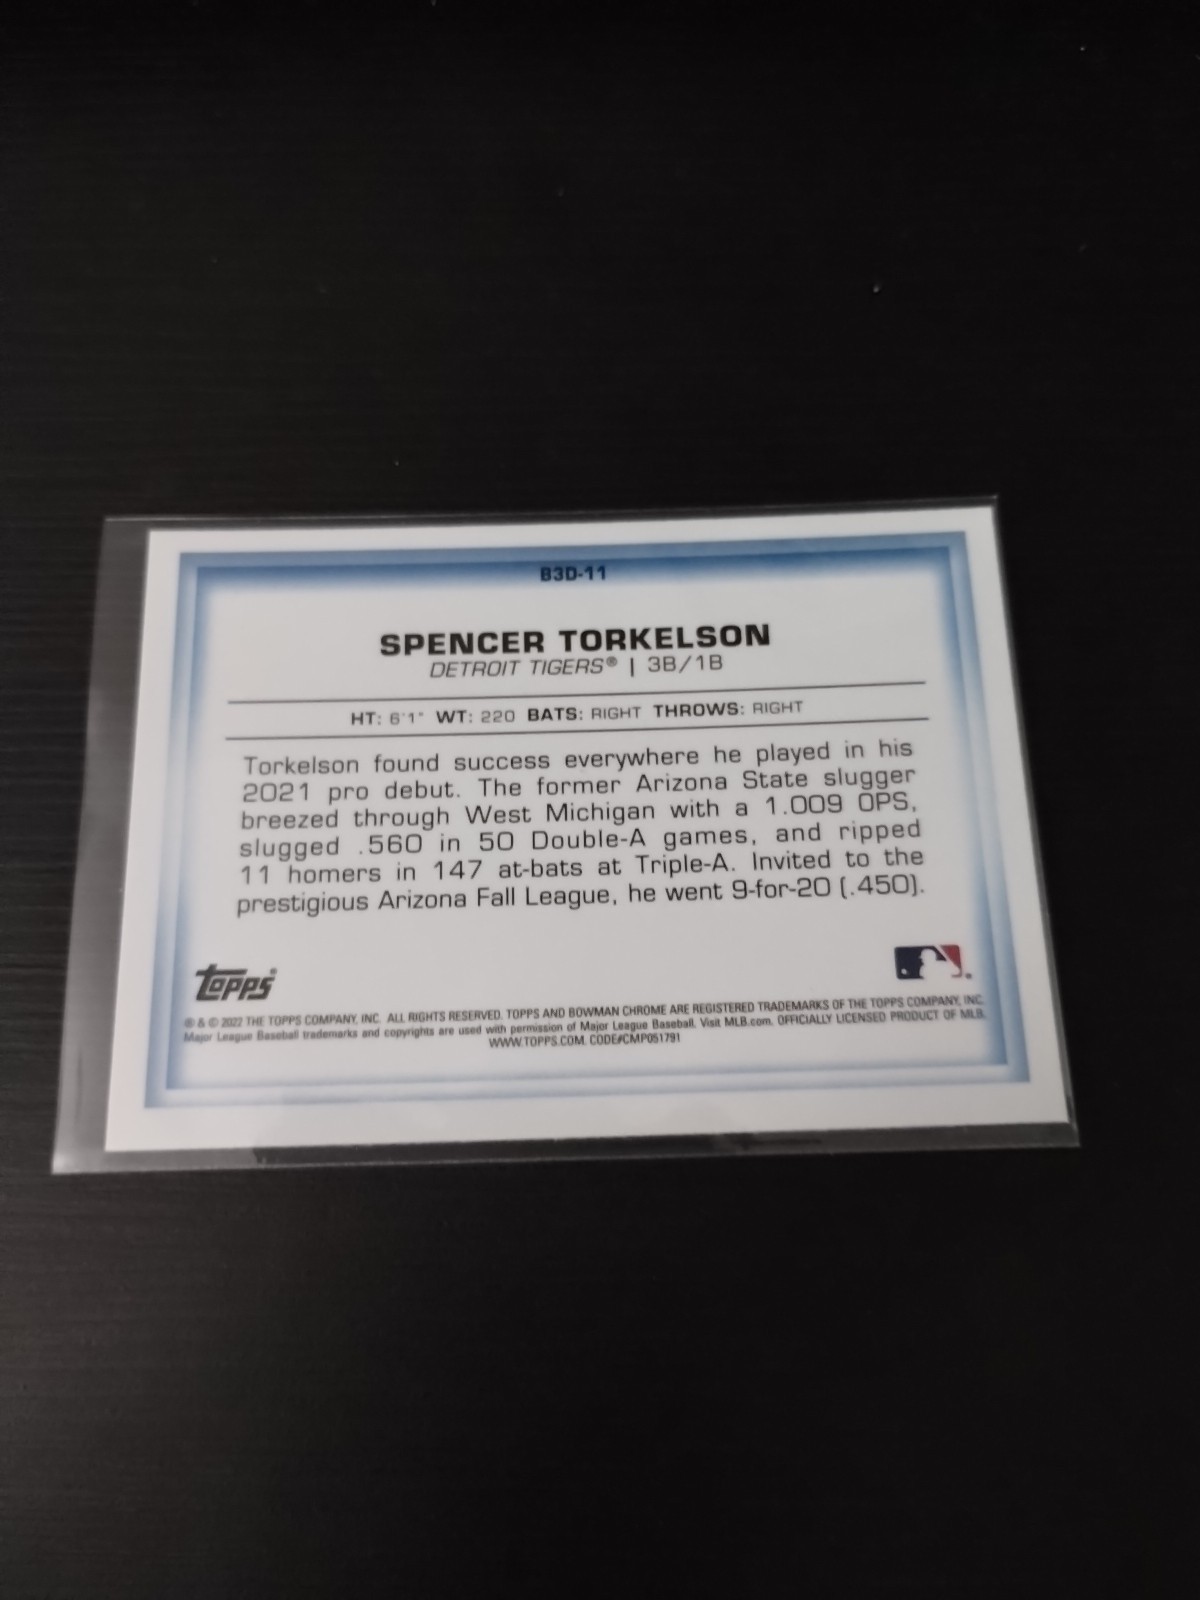 B3D-11
SPENCER TORKELSON
DETROIT TIGERS® | 3B/1B
HT: 6'1" WT: 220 BATS: RIGHT THROWS: RIGHT
Torkelson found success everywhere he played in his
2021 pro debut. The former Arizona State slugger
breezed through West Michigan with a 1.009 OPS,
slugged .560 in 50 Double-A games, and ripped
11 homers in 147 at-bats at Triple-A. Invited to the
prestigious Arizona Fall League, he went 9-for-20 (.450).
topps®
® & © 2022 THE TOPPS COMPANY, INC. ALL RIGHTS RESERVED. TOPPS AND BOWMAN CHROME ARE REGISTERED TRADEMARKS OF THE TOPPS COMPANY, INC.
Major League Baseball trademarks and copyrights are used with permission of Major League Baseball. Visit MLB.com. OFFICIALLY LICENSED PRODUCT OF MLB.
WWW.TOPPS.COM. CODE#CMP051791